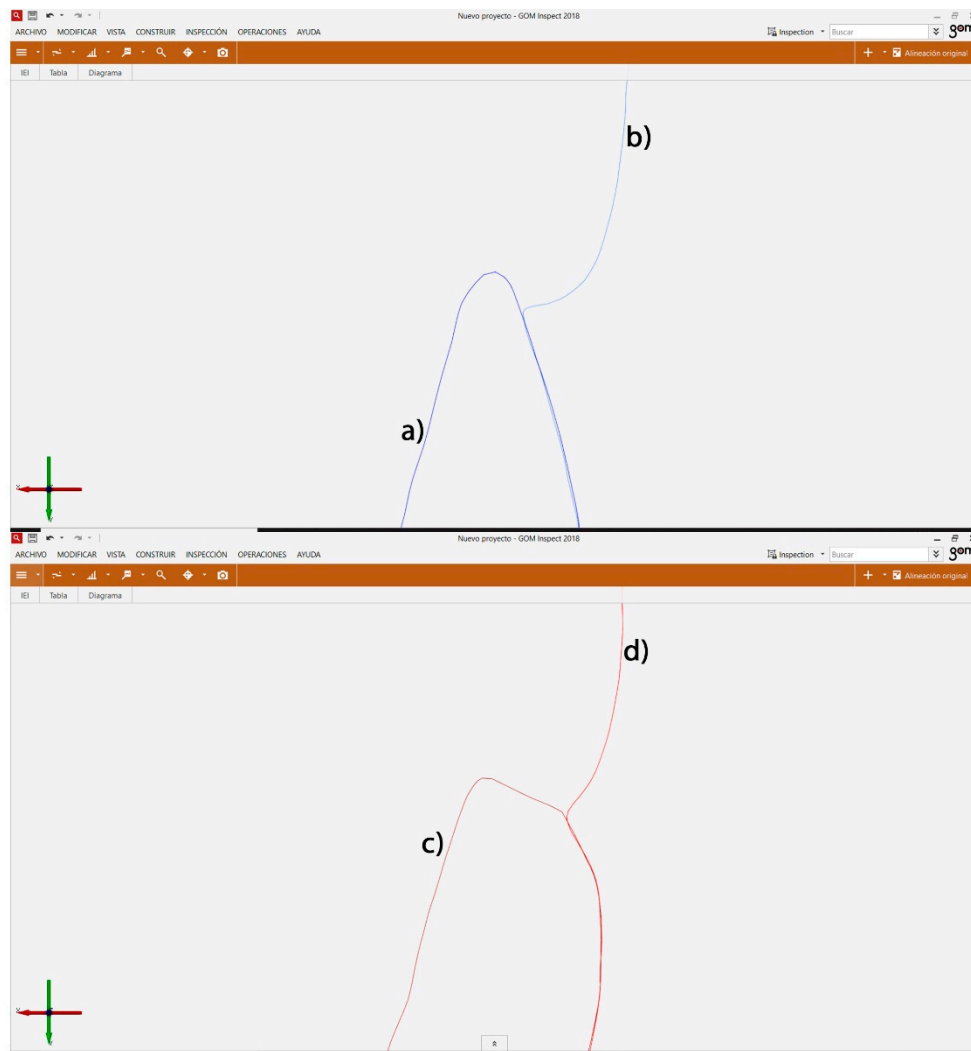 Nuevo proyecto - GOM Inspect 2018
ARCHIVO MODIFICAR VISTA CONSTRUIR INSPECCIÓN OPERACIONES AYUDA
Inspection Buscar gom
Alineación original
IEI Tabla Diagrama
b)
a)
X
Y
Nuevo proyecto - GOM Inspect 2018
ARCHIVO MODIFICAR VISTA CONSTRUIR INSPECCIÓN OPERACIONES AYUDA
Inspection Buscar gom
Alineación original
IEI Tabla Diagrama
d)
c)
X
Y